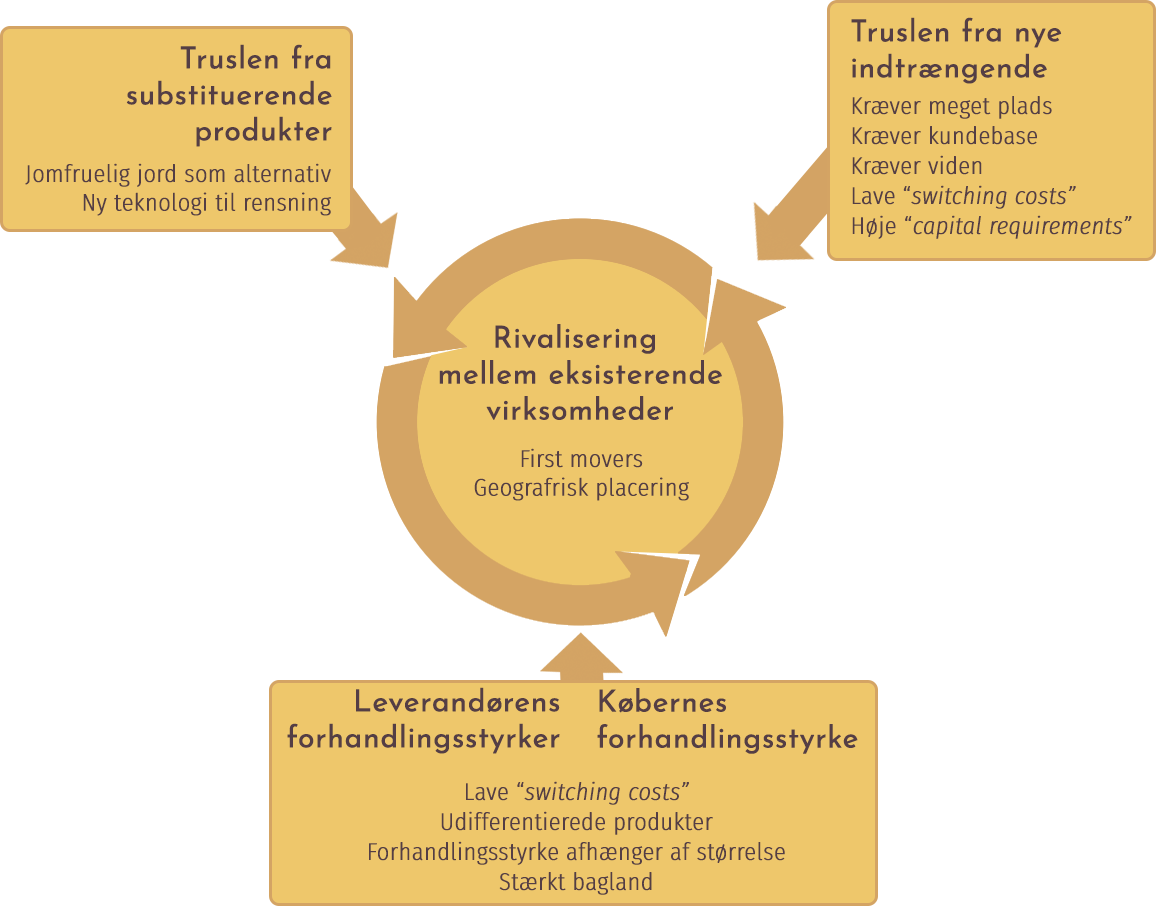 Truslen fra
substituerende
produkter
Jomfruelig jord som alternativ
Ny teknologi til rensning
Truslen fra nye
indtrængende
Kræver meget plads
Kræver kundebase
Kræver viden
Lave “switching costs”
Høje “capital requirements”
Rivalisering
mellem eksisterende
virksomheder
First movers
Geografrisk placering
Leverandørens
forhandlingsstyrker
Købernes
forhandlingsstyrke
Lave “switching costs”
Udifferentierede produkter
Forhandlingsstyrke afhænger af størrelse
Stærkt bagland